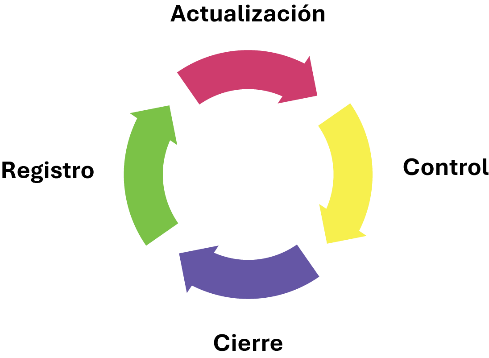 Actualización
Registro
Control
Cierre